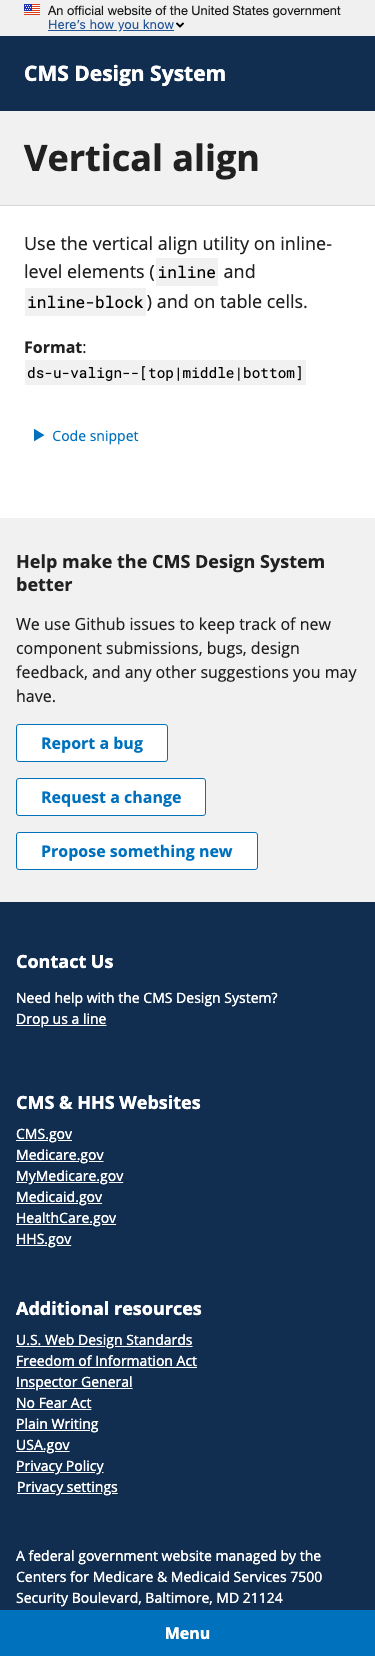 An official website of the United States government
Here's how you know
CMS Design System
Vertical align
Use the vertical align utility on inline-
level elements (inline and
inline-block) and on table cells.
Format:
ds-u-valign--[top|middle|bottom]
Code snippet
Help make the CMS Design System
better
We use Github issues to keep track of new
component submissions, bugs, design
feedback, and any other suggestions you may
have.
Report a bug
Request a change
Propose something new
Contact Us
Need help with the CMS Design System?
Drop us a line
CMS & HHS Websites
CMS.gov
Medicare.gov
MyMedicare.gov
Medicaid.gov
HealthCare.gov
HHS.gov
Additional resources
U.S. Web Design Standards
Freedom of Information Act
Inspector General
No Fear Act
Plain Writing
USA.gov
Privacy Policy
Privacy settings
A federal government website managed by the
Centers for Medicare & Medicaid Services 7500
Security Boulevard, Baltimore, MD 21124
Menu